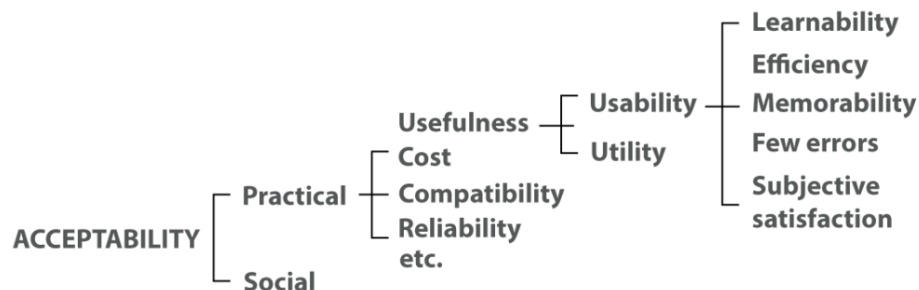 ACCEPTABILITY
Practical
Social
Usefulness
Cost
Compatibility
Reliability
etc.
Usability
Utility
Learnability
Efficiency
Memorability
Few errors
Subjective
satisfaction